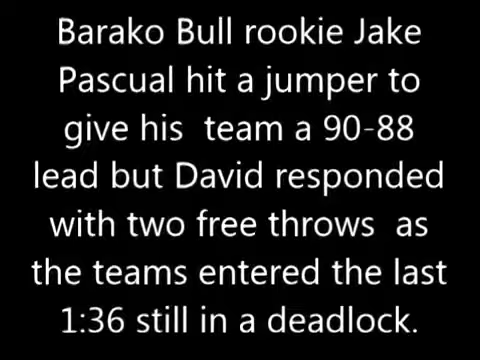 Barako Bull rookie Jake
Pascual hit a jumper to
give his  team a 90-88
lead but David responded
with two free throws  as
the teams entered the last
1:36 still in a deadlock.